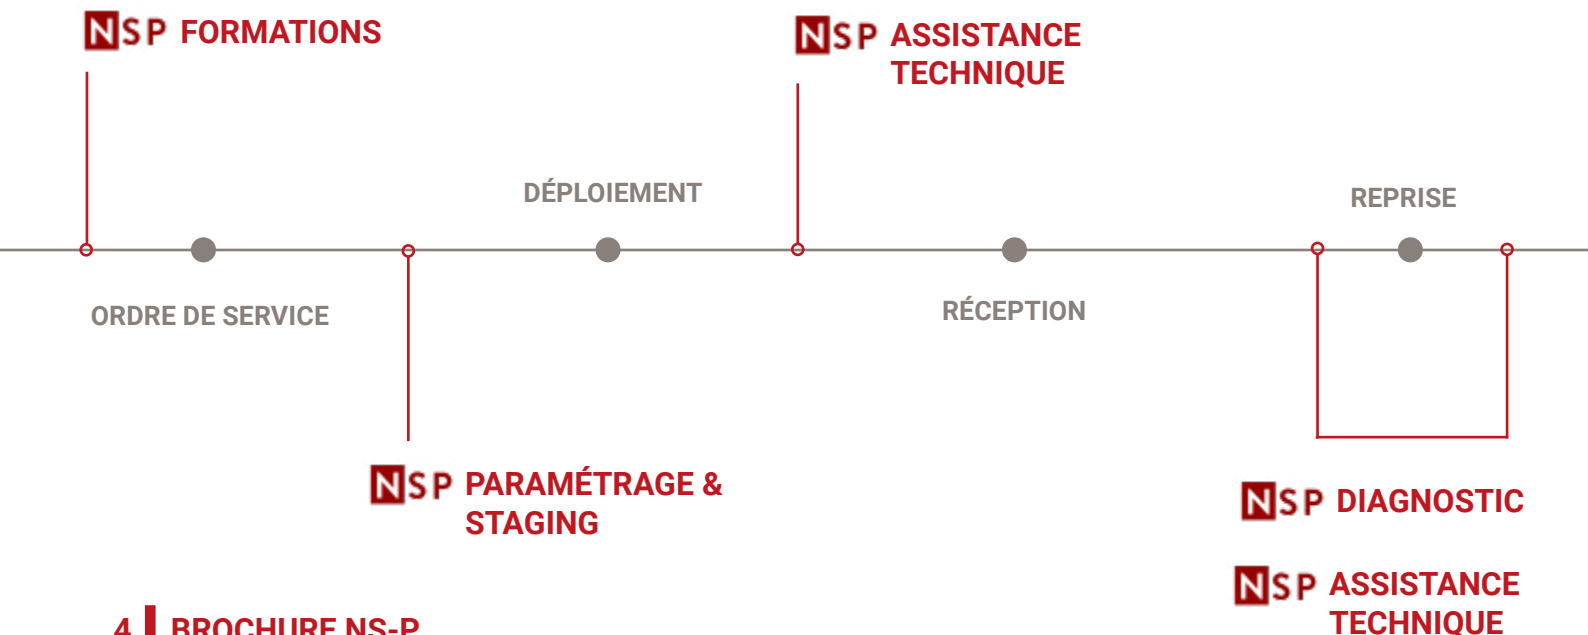 NSP FORMATIONS
NSP ASSISTANCE
TECHNIQUE
DÉPLOIEMENT
REPRISE
ORDRE DE SERVICE
RÉCEPTION
NSP PARAMÉTRAGE &
STAGING
NSP DIAGNOSTIC
NSP ASSISTANCE
TECHNIQUE
4 BROCHURE NS-P